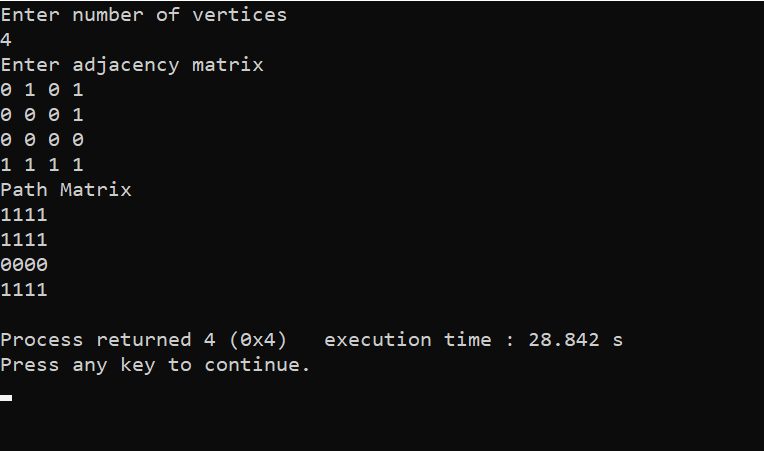 Enter number of vertices
4
Enter adjacency matrix
0 1 0 1
0 0 0 1
0 0 0 0
1 1 1 1
Path Matrix
1111
1111
0000
1111
Process returned 4 (0x4)   execution time : 28.842 s
Press any key to continue.